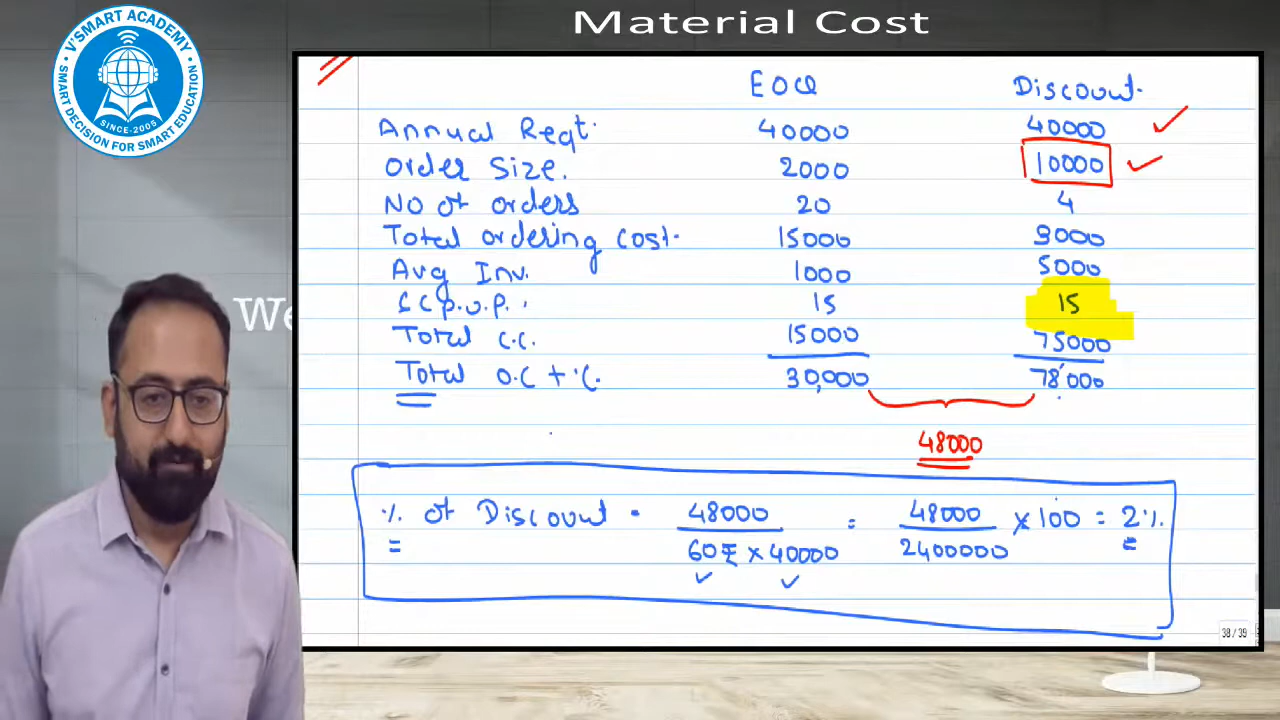 Material Cost
V'SMART ACADEMY
SMART DECISION FOR SMART EDUCATION
SINCE-2005
We
EOQ Discount.
Annual Reqt. 40000 40000
Order Size. 2000 10000
No of orders 20 4
Total ordering cost. 15000 3000
Avg Inv. 1000 5000
C C p.u.p.. 15 15
Total c.c. 15000 75000
Total O.C + C. 30,000 78,000
48000
% of Discount = 48000 / 60₹ × 40000 = 48000 / 2400000 × 100 = 2%
38 / 39